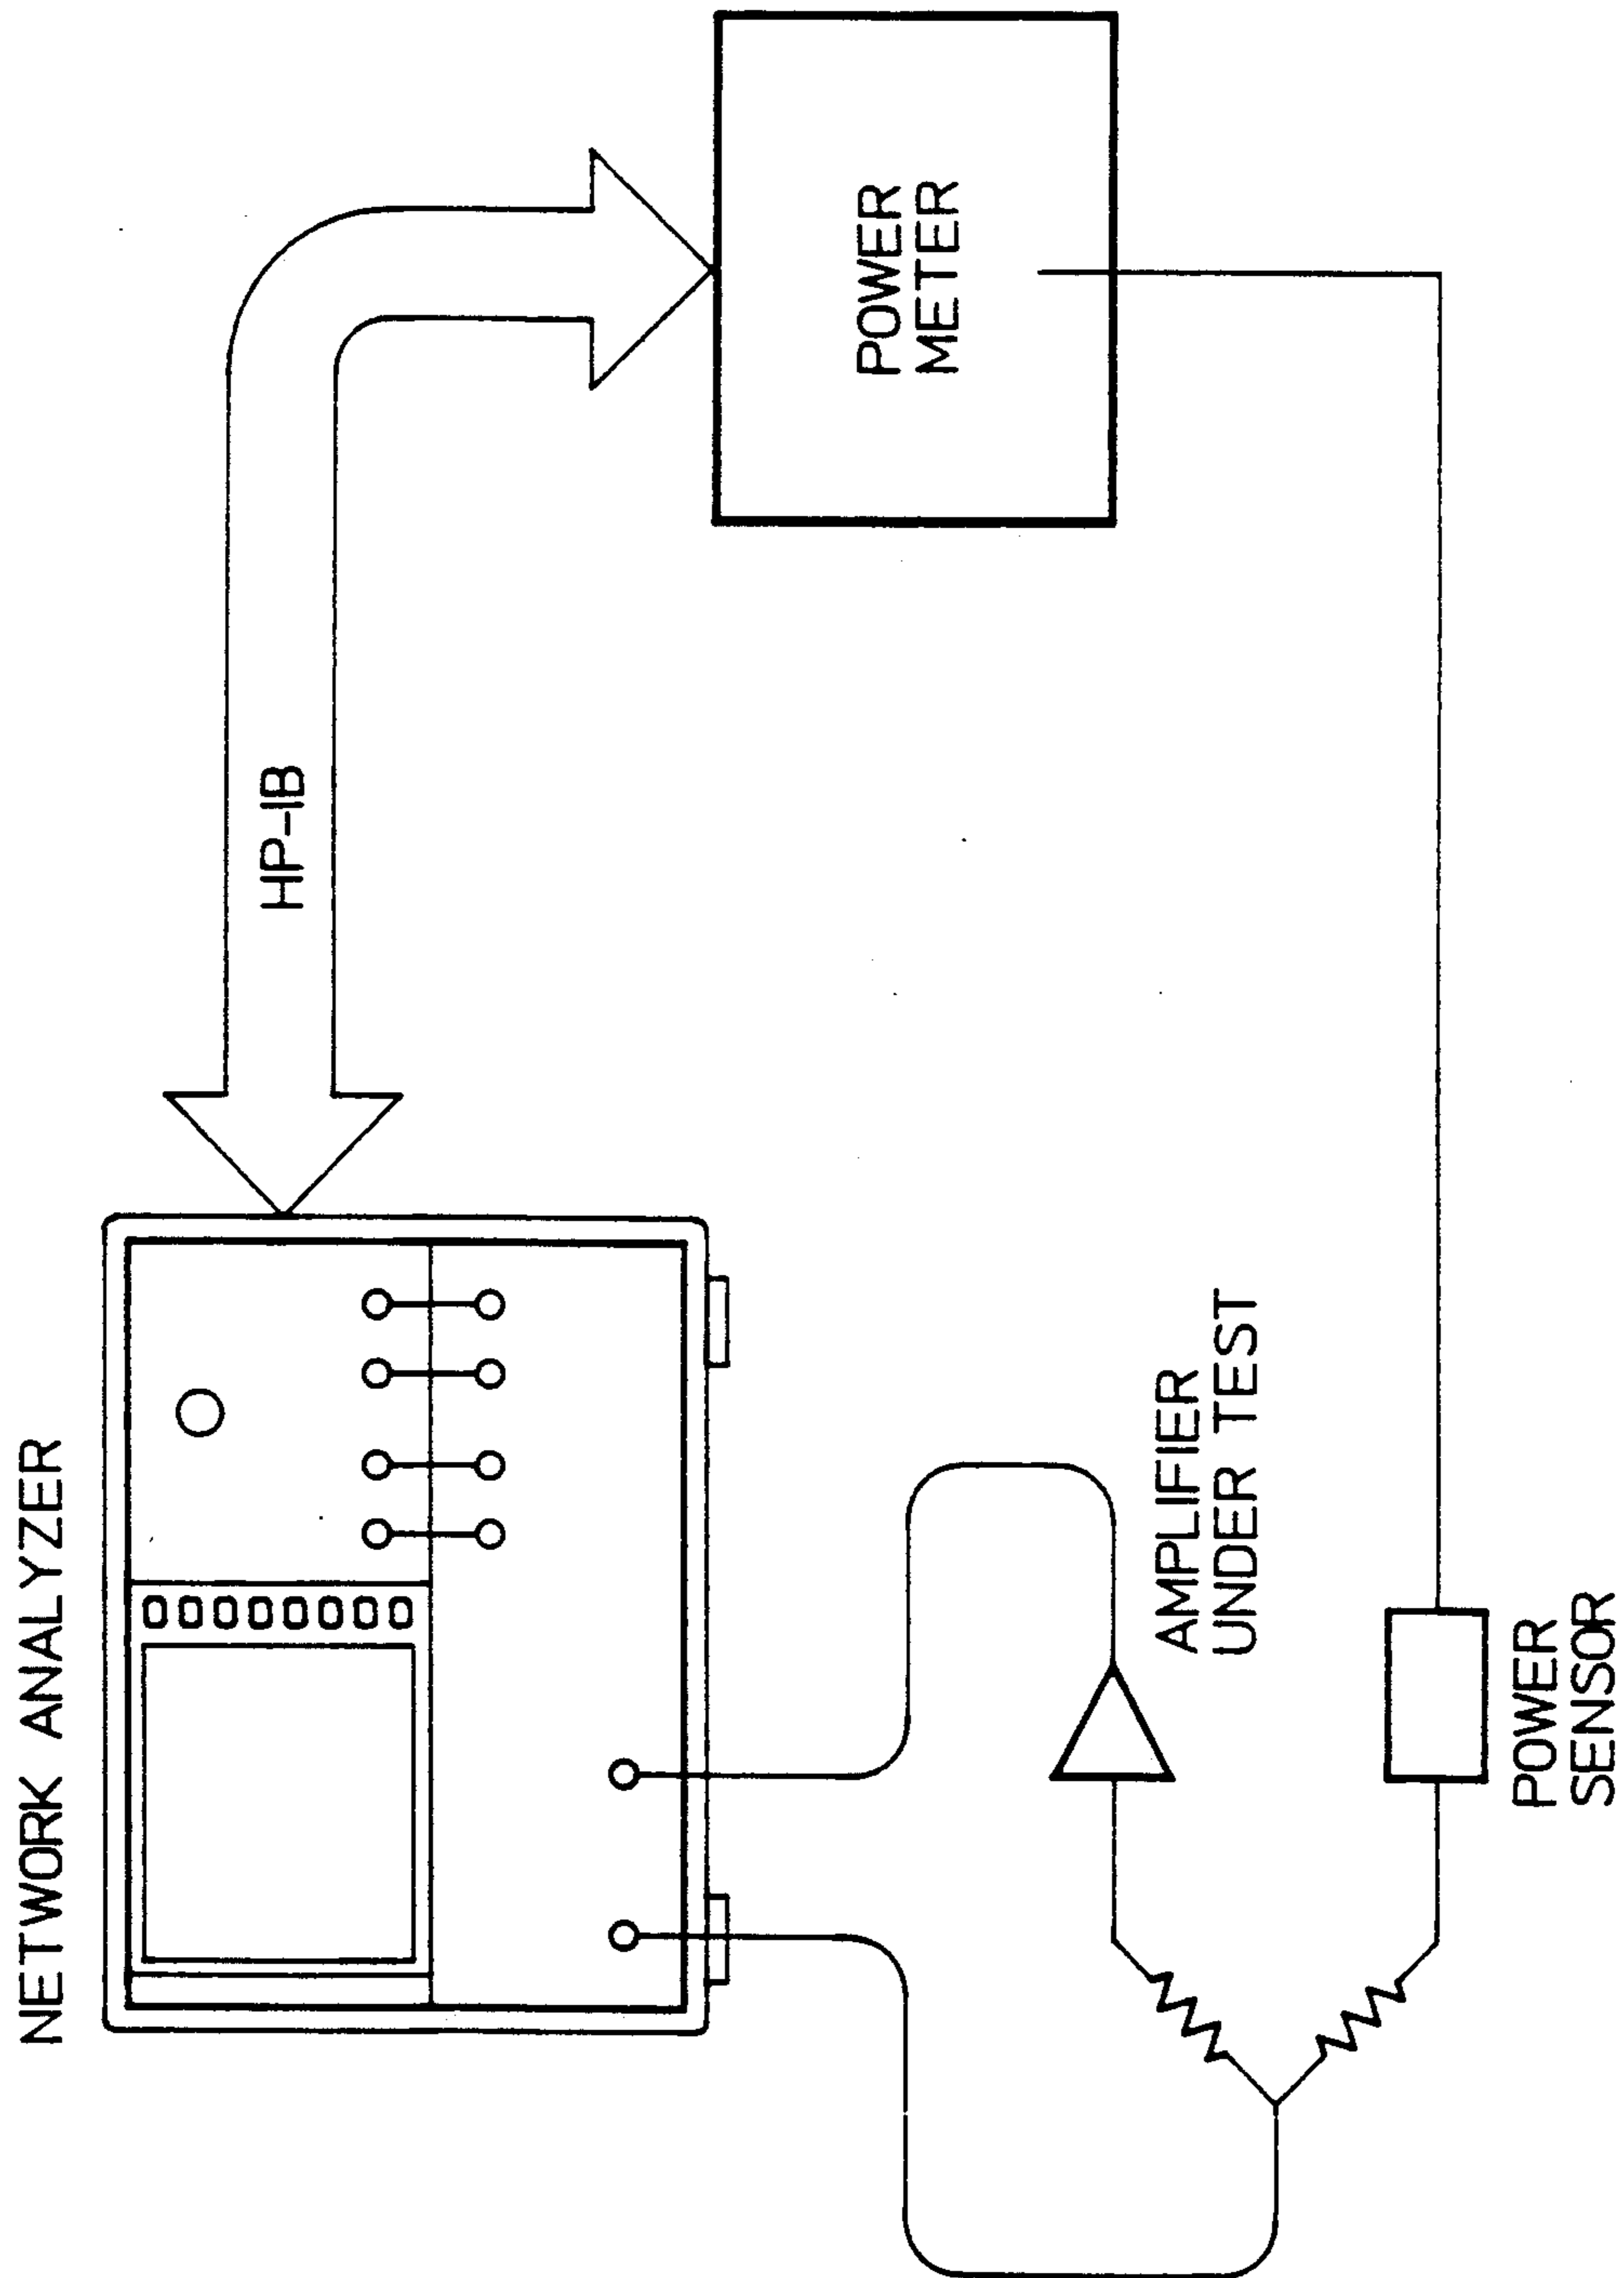 NETWORK ANALYZER
HP-IB
POWER
METER
AMPLIFIER
UNDER TEST
POWER
SENSOR